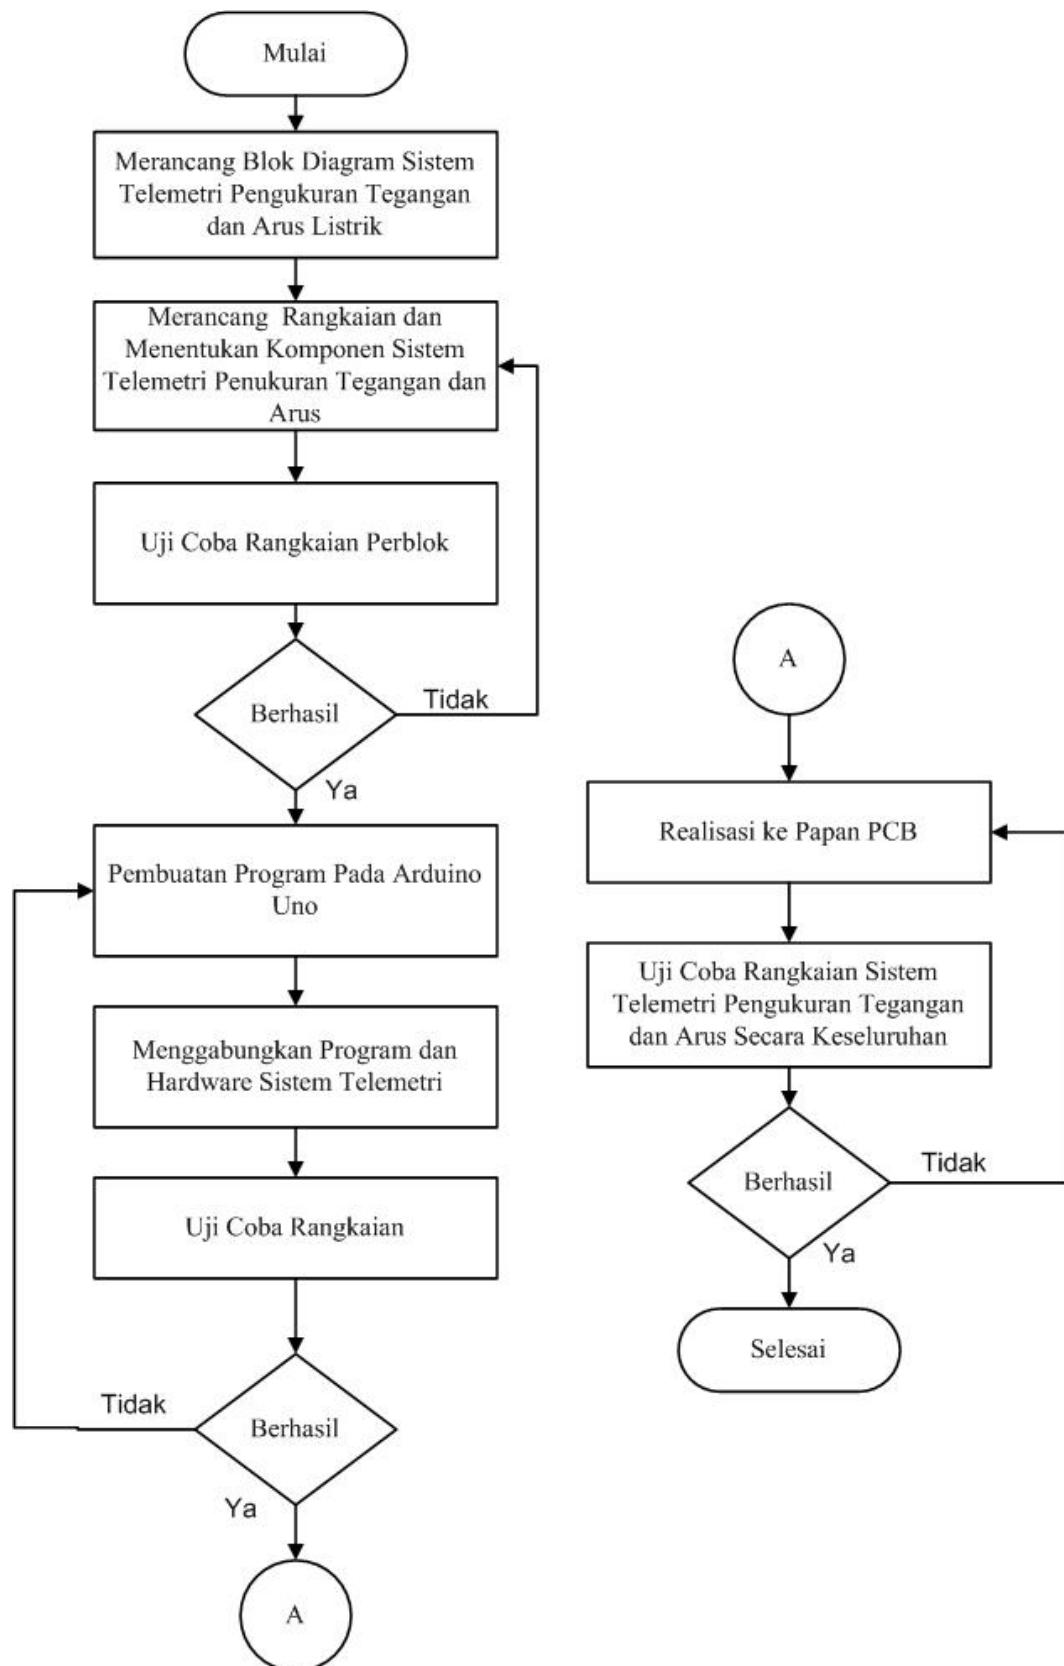 Mulai
Merancang Blok Diagram Sistem
Telemetri Pengukuran Tegangan
dan Arus Listrik
Merancang Rangkaian dan
Menentukan Komponen Sistem
Telemetri Penukuran Tegangan dan
Arus
Uji Coba Rangkaian Perblok
Berhasil
Tidak
Ya
Pembuatan Program Pada Arduino
Uno
Menggabungkan Program dan
Hardware Sistem Telemetri
Uji Coba Rangkaian
Berhasil
Tidak
Ya
A
A
Realisasi ke Papan PCB
Uji Coba Rangkaian Sistem
Telemetri Pengukuran Tegangan
dan Arus Secara Keseluruhan
Berhasil
Tidak
Ya
Selesai